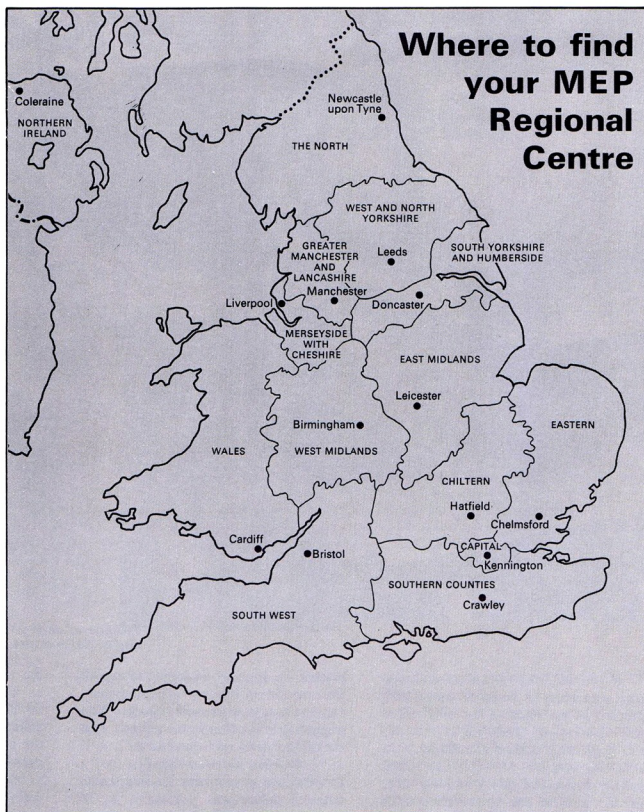 Where to find
your MEP
Regional
Centre
Coleraine
NORTHERN
IRELAND
Newcastle
upon Tyne
THE NORTH
WEST AND NORTH
YORKSHIRE
Leeds
SOUTH YORKSHIRE
AND HUMBERSIDE
GREATER
MANCHESTER
AND
LANCASHIRE
Manchester
Liverpool
Doncaster
MERSEYSIDE
WITH
CHESHIRE
EAST MIDLANDS
Leicester
EASTERN
Birmingham
WEST MIDLANDS
WALES
CHILTERN
Hatfield
Chelmsford
Cardiff
Bristol
CAPITAL
Kennington
SOUTHERN COUNTIES
Crawley
SOUTH WEST